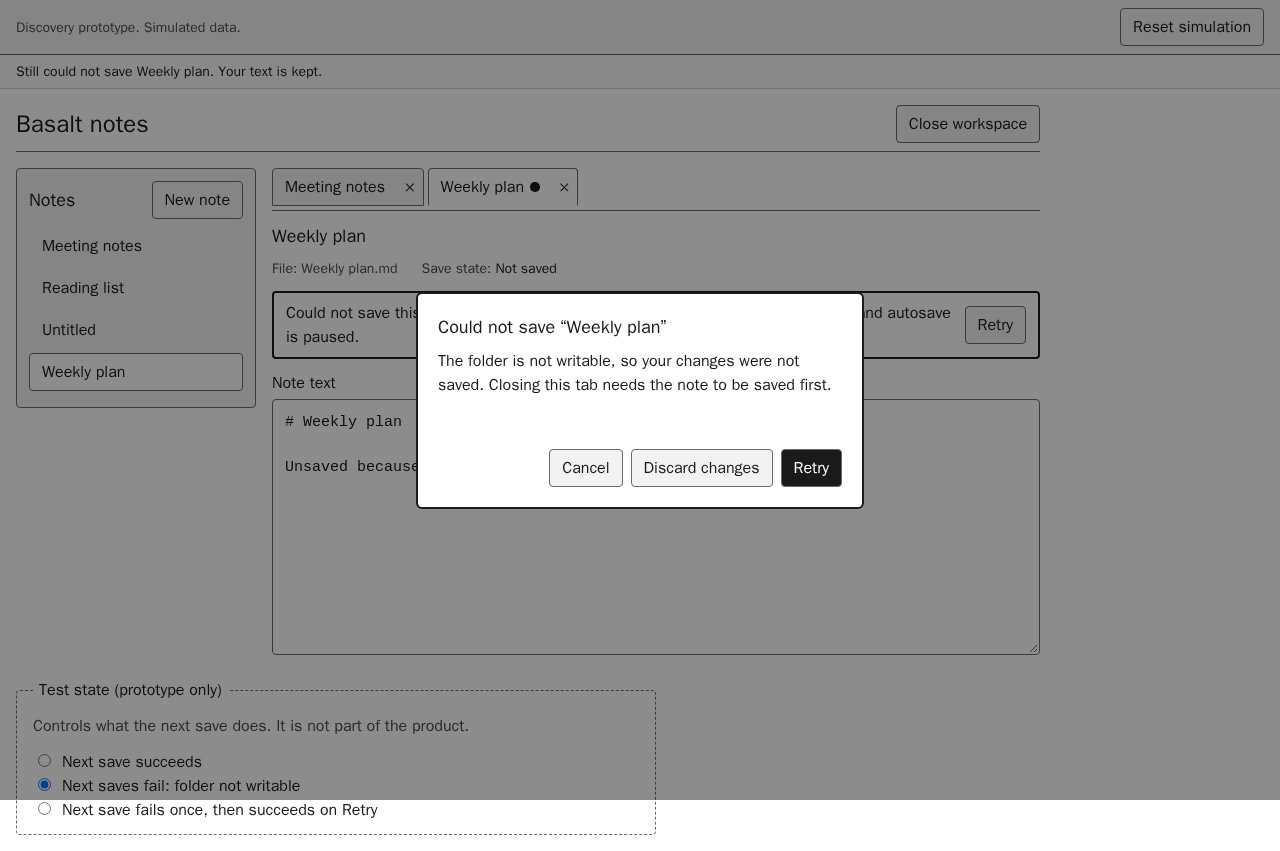 Discovery prototype. Simulated data.
Reset simulation
Still could not save Weekly plan. Your text is kept.
Basalt notes
Close workspace
Notes
New note
Meeting notes
Reading list
Untitled
Weekly plan
Meeting notes ×
Weekly plan ● ×
Weekly plan
File: Weekly plan.md Save state: Not saved
Could not save this
and autosave
is paused.
Retry
Note text
# Weekly plan
Unsaved because
Could not save “Weekly plan”
The folder is not writable, so your changes were not
saved. Closing this tab needs the note to be saved first.
Cancel
Discard changes
Retry
Test state (prototype only)
Controls what the next save does. It is not part of the product.
Next save succeeds
Next saves fail: folder not writable
Next save fails once, then succeeds on Retry